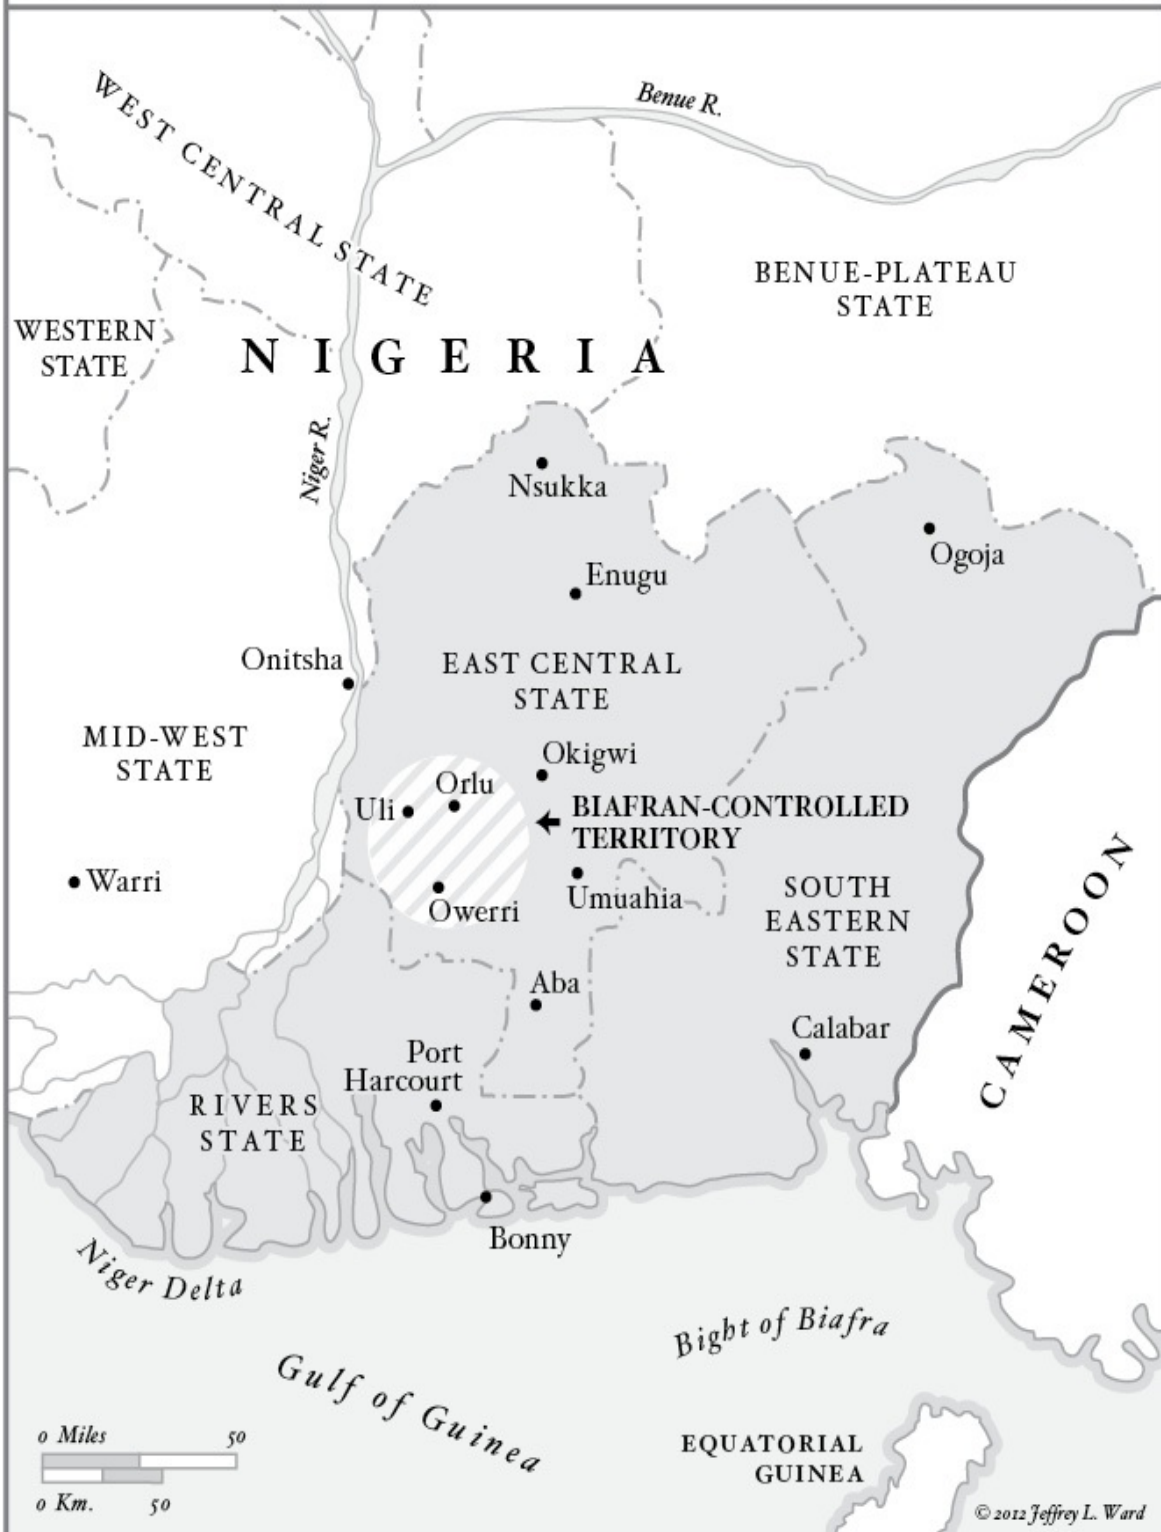 Benue R.
WEST CENTRAL STATE
BENUE-PLATEAU
STATE
WESTERN
STATE
NIGERIA
Niger R.
Nsukka
Ogoja
Enugu
Onitsha
EAST CENTRAL
STATE
MID-WEST
STATE
Okigwi
Orlu
Uli
BIAFRAN-CONTROLLED
TERRITORY
Warri
Umuahia
Owerri
SOUTH
EASTERN
STATE
CAMEROON
Aba
Calabar
Port
Harcourt
RIVERS
STATE
Bonny
Niger Delta
Bight of Biafra
Gulf of Guinea
0 Miles 50
0 Km. 50
EQUATORIAL
GUINEA
© 2012 Jeffrey L. Ward